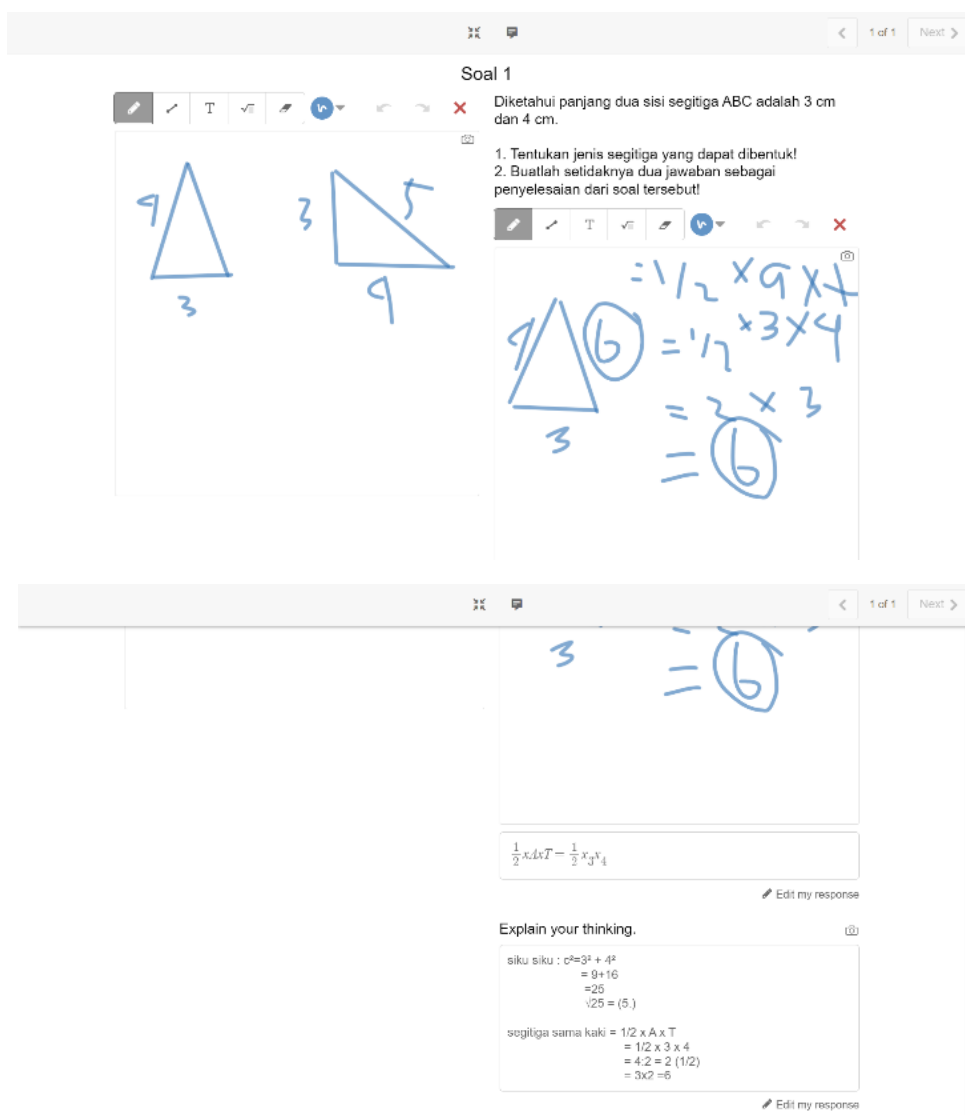 1 of 1 Next
Soal 1
T √
Diketahui panjang dua sisi segitiga ABC adalah 3 cm
dan 4 cm.
1. Tentukan jenis segitiga yang dapat dibentuk!
2. Buatlah setidaknya dua jawaban sebagai
penyelesaian dari soal tersebut!
T √
4
3
3
5
4
= 1/2 × a × t
4 6 = 1/2 × 3 × 4
= 2 × 3
3
= 6
1 of 1 Next
3
= 6
1/2 xAxT = 1/2 x₃x₄
Edit my response
Explain your thinking.
siku siku : c²=3² + 4²
= 9+16
=25
√25 = (5.)
segitiga sama kaki = 1/2 x A x T
= 1/2 x 3 x 4
= 4:2 = 2 (1/2)
= 3x2 =6
Edit my response